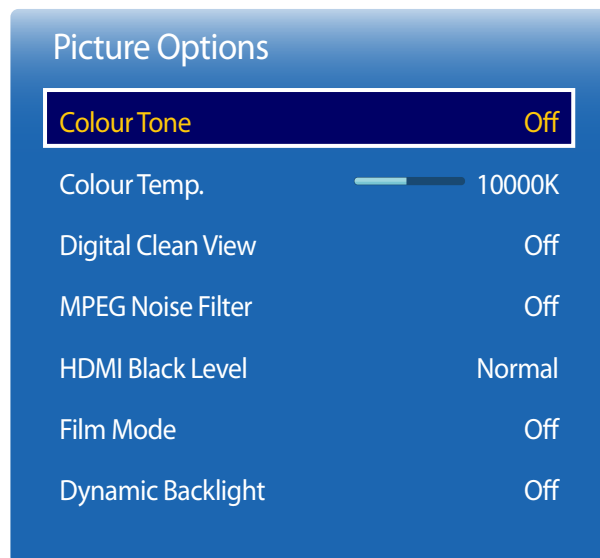 Picture Options
Colour Tone Off
Colour Temp. 10000K
Digital Clean View Off
MPEG Noise Filter Off
HDMI Black Level Normal
Film Mode Off
Dynamic Backlight Off